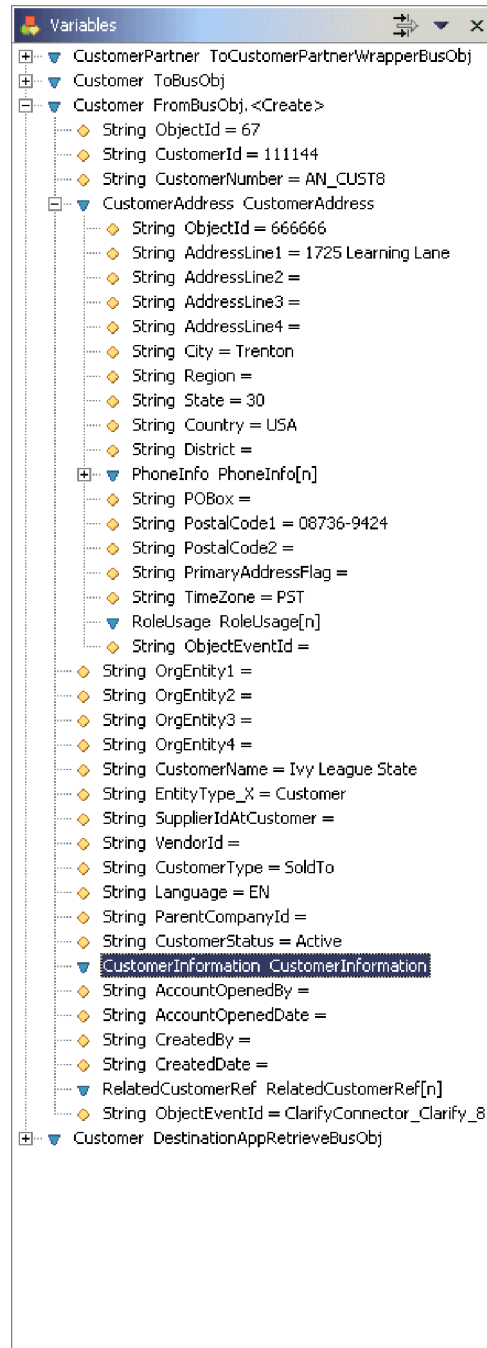 Variables
CustomerPartner ToCustomerPartnerWrapperBusObj
Customer ToBusObj
Customer FromBusObj.<Create>
String ObjectId = 67
String CustomerId = 111144
String CustomerNumber = AN_CUST8
CustomerAddress CustomerAddress
String ObjectId = 666666
String AddressLine1 = 1725 Learning Lane
String AddressLine2 =
String AddressLine3 =
String AddressLine4 =
String City = Trenton
String Region =
String State = 30
String Country = USA
String District =
PhoneInfo PhoneInfo[n]
String POBox =
String PostalCode1 = 08736-9424
String PostalCode2 =
String PrimaryAddressFlag =
String TimeZone = PST
RoleUsage RoleUsage[n]
String ObjectEventId =
String OrgEntity1 =
String OrgEntity2 =
String OrgEntity3 =
String OrgEntity4 =
String CustomerName = Ivy League State
String EntityType_X = Customer
String SupplierIdAtCustomer =
String VendorId =
String CustomerType = SoldTo
String Language = EN
String ParentCompanyId =
String CustomerStatus = Active
CustomerInformation CustomerInformation
String AccountOpenedBy =
String AccountOpenedDate =
String CreatedBy =
String CreatedDate =
RelatedCustomerRef RelatedCustomerRef[n]
String ObjectEventId = ClarifyConnector_Clarify_8
Customer DestinationAppRetrieveBusObj